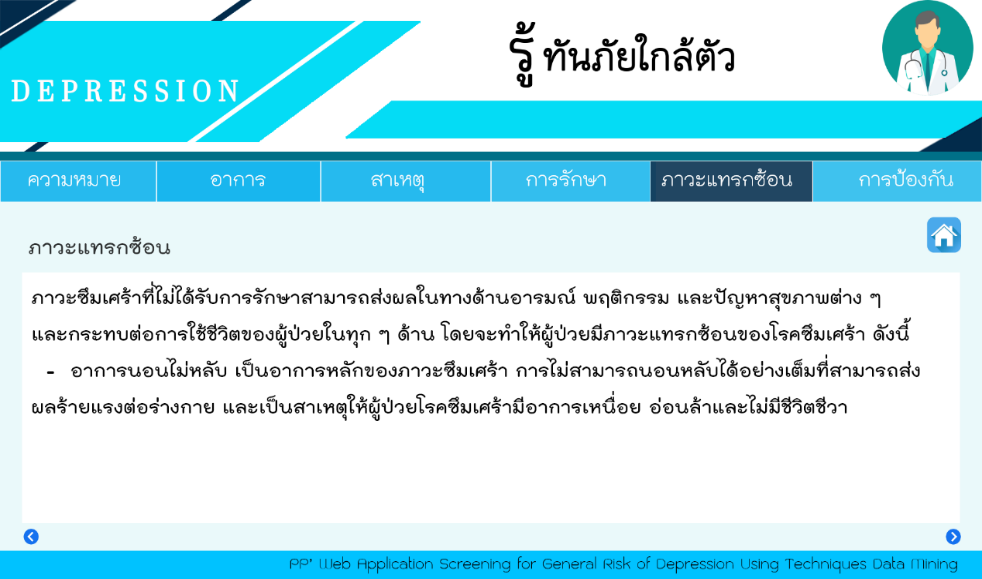 รู้ ทันภัยใกล้ตัว
DEPRESSION
ความหมาย อาการ สาเหตุ การรักษา ภาวะแทรกซ้อน การป้องกัน
ภาวะแทรกซ้อน
ภาวะซึมเศร้าที่ไม่ได้รับการรักษาสามารถส่งผลในทางด้านอารมณ์ พฤติกรรม และปัญหาสุขภาพต่าง ๆ
และกระทบต่อการใช้ชีวิตของผู้ป่วยในทุก ๆ ด้าน โดยจะทำให้ผู้ป่วยมีภาวะแทรกซ้อนของโรคซึมเศร้า ดังนี้
- อาการนอนไม่หลับ เป็นอาการหลักของภาวะซึมเศร้า การไม่สามารถนอนหลับได้อย่างเต็มที่สามารถส่ง
ผลร้ายแรงต่อร่างกาย และเป็นสาเหตุให้ผู้ป่วยโรคซึมเศร้ามีอาการเหนื่อย อ่อนล้าและไม่มีชีวิตชีวา
PP' Web Application Screening for General Risk of Depression Using Techniques Data Mining